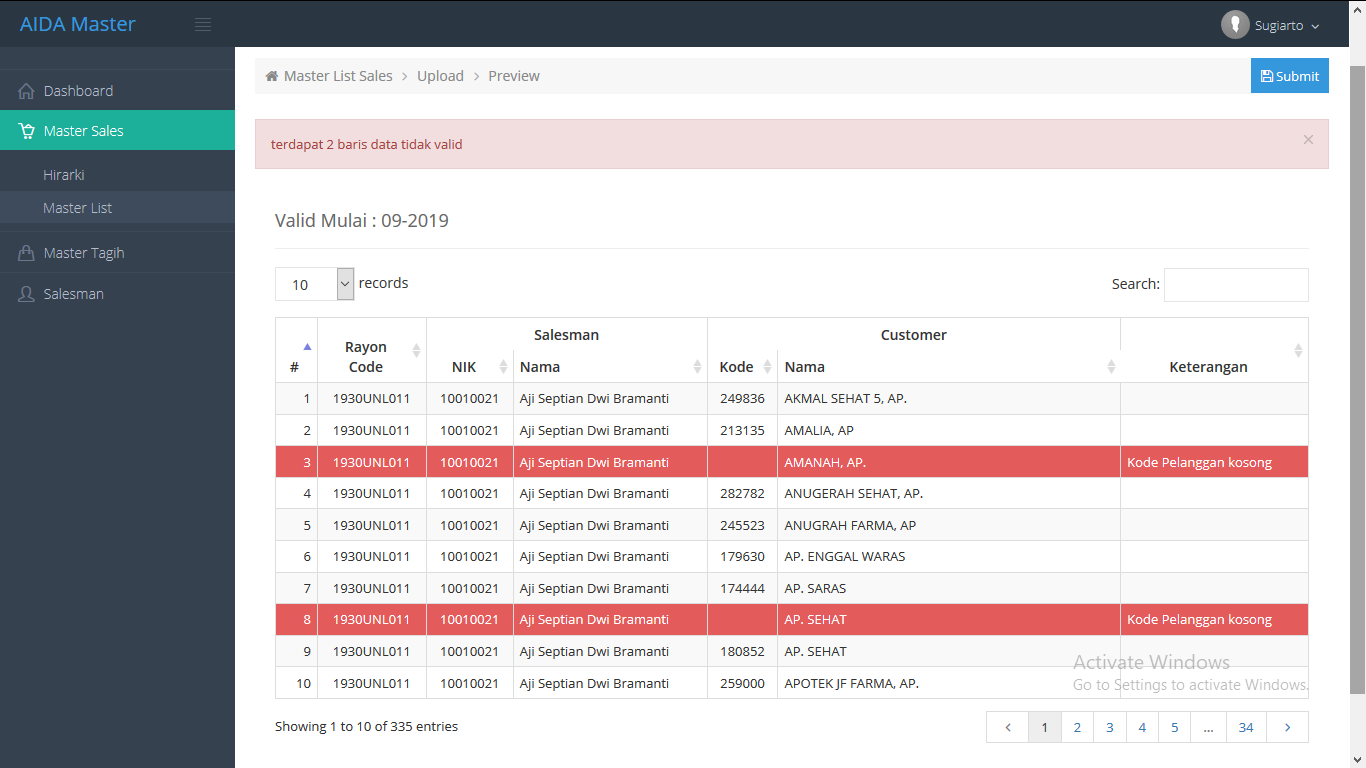 AIDA Master
Sugiarto
Dashboard
Master Sales
Hirarki
Master List
Master Tagih
Salesman
Master List Sales > Upload > Preview
Submit
terdapat 2 baris data tidak valid ×
Valid Mulai : 09-2019
10 records
Search:
Salesman Customer
# Rayon Code NIK Nama Kode Nama Keterangan
1 1930UNL011 10010021 Aji Septian Dwi Bramanti 249836 AKMAL SEHAT 5, AP.
2 1930UNL011 10010021 Aji Septian Dwi Bramanti 213135 AMALIA, AP
3 1930UNL011 10010021 Aji Septian Dwi Bramanti AMANAH, AP. Kode Pelanggan kosong
4 1930UNL011 10010021 Aji Septian Dwi Bramanti 282782 ANUGERAH SEHAT, AP.
5 1930UNL011 10010021 Aji Septian Dwi Bramanti 245523 ANUGRAH FARMA, AP
6 1930UNL011 10010021 Aji Septian Dwi Bramanti 179630 AP. ENGGAL WARAS
7 1930UNL011 10010021 Aji Septian Dwi Bramanti 174444 AP. SARAS
8 1930UNL011 10010021 Aji Septian Dwi Bramanti AP. SEHAT Kode Pelanggan kosong
9 1930UNL011 10010021 Aji Septian Dwi Bramanti 180852 AP. SEHAT
10 1930UNL011 10010021 Aji Septian Dwi Bramanti 259000 APOTEK JF FARMA, AP.
Activate Windows
Go to Settings to activate Windows.
Showing 1 to 10 of 335 entries
< 1 2 3 4 5 ... 34 >